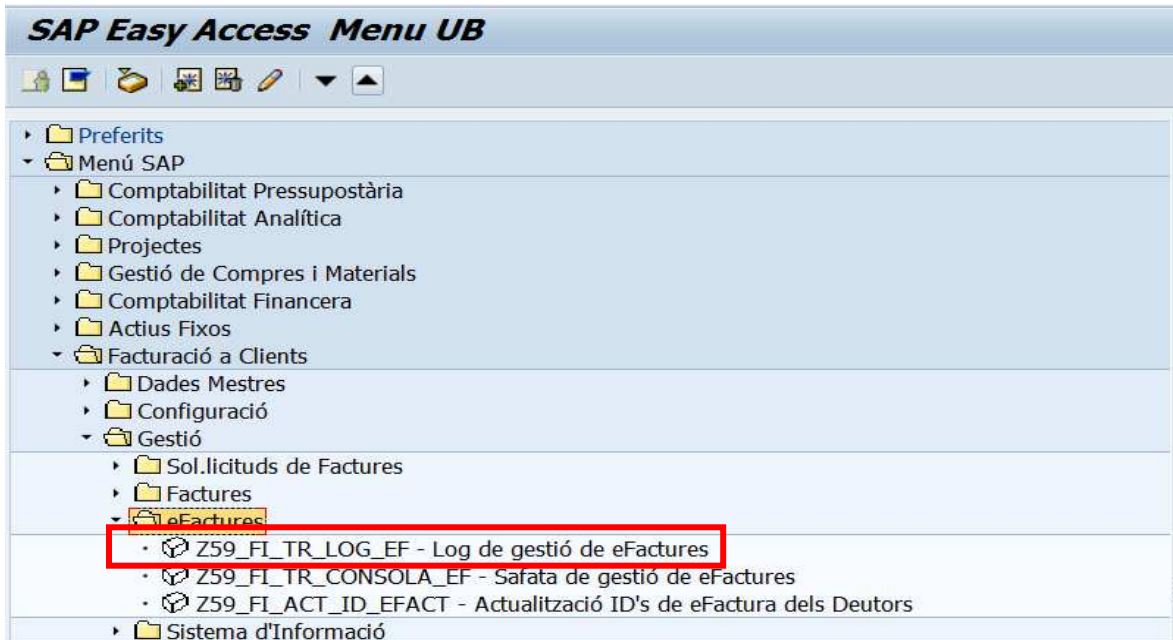 SAP Easy Access Menu UB
Preferits
Menú SAP
Comptabilitat Pressupostària
Comptabilitat Analítica
Projectes
Gestió de Compres i Materials
Comptabilitat Financera
Actius Fixos
Facturació a Clients
Dades Mestres
Configuració
Gestió
Sol.licituds de Factures
Factures
eFactures
Z59_FI_TR_LOG_EF - Log de gestió de eFactures
Z59_FI_TR_CONSOLA_EF - Safata de gestió de eFactures
Z59_FI_ACT_ID_EFACT - Actualització ID's de eFactura dels Deutors
Sistema d'Informació